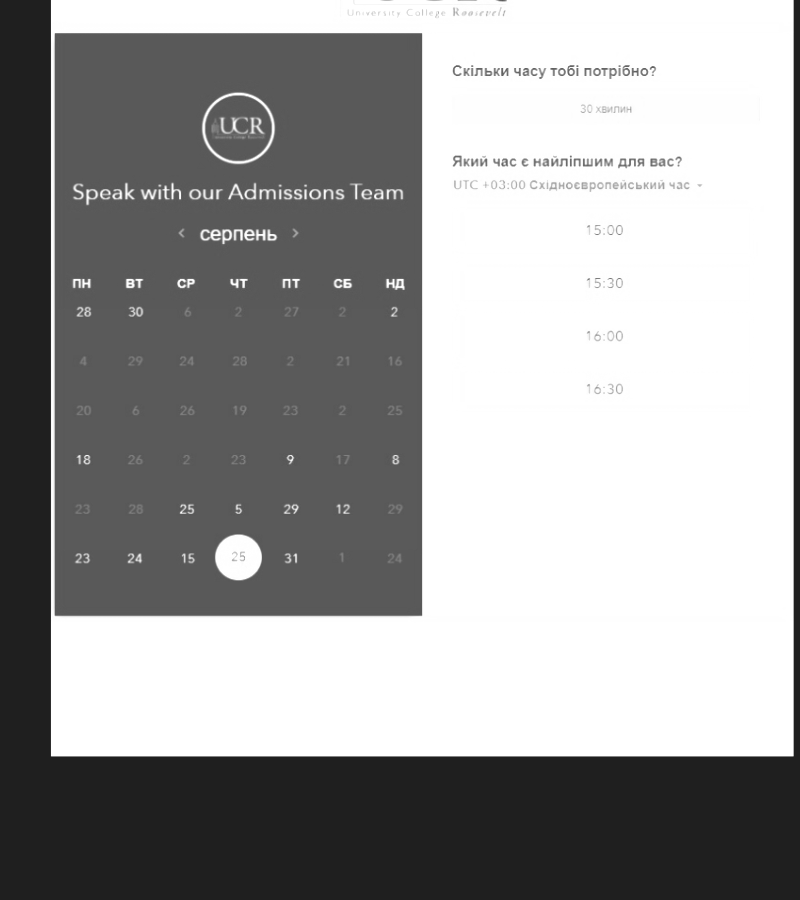 University College Roosevelt
UCR
Speak with our Admissions Team
‹ серпень ›
ПН ВТ СР ЧТ ПТ СБ НД
28 30 6 2 27 2 2
4 29 24 28 2 21 16
20 6 26 19 23 2 25
18 26 2 23 9 17 8
23 28 25 5 29 12 29
23 24 15 25 31 1 24
Скільки часу тобі потрібно?
30 хвилин
Який час є найліпшим для вас?
UTC +03:00 Східноєвропейський час
15:00
15:30
16:00
16:30